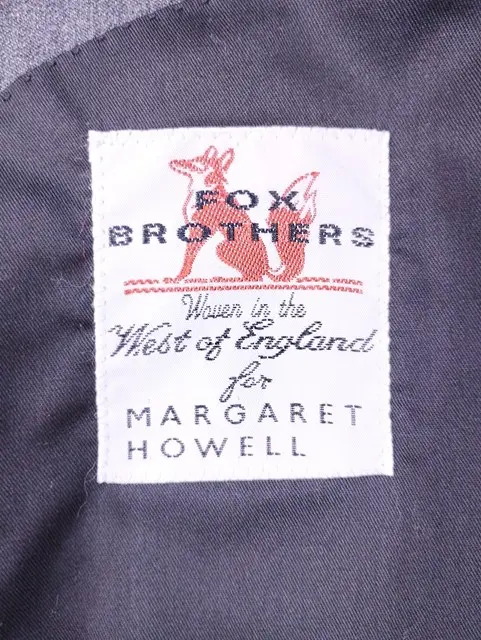 FOX
BROTHERS
Woven in the
West of England
for
MARGARET
HOWELL